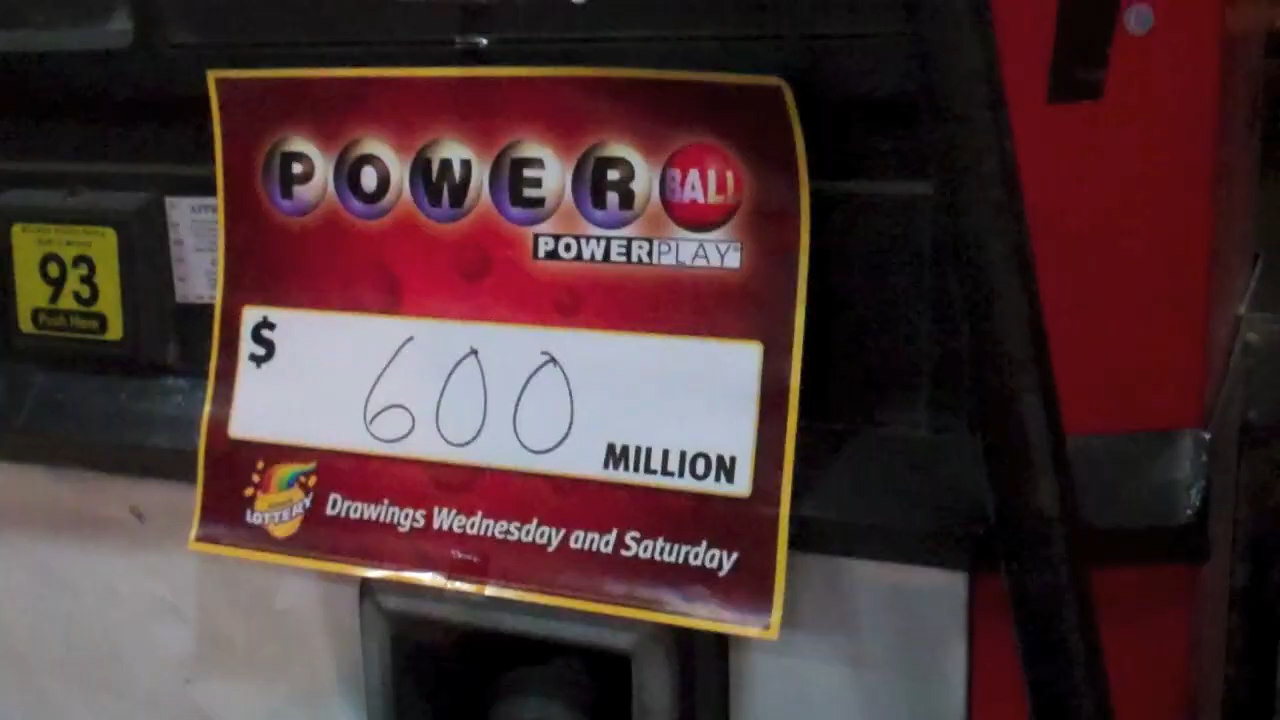 POWERBALL
POWERPLAY
$ 600 MILLION
LOTTERY
Drawings Wednesday and Saturday
93
Push Here